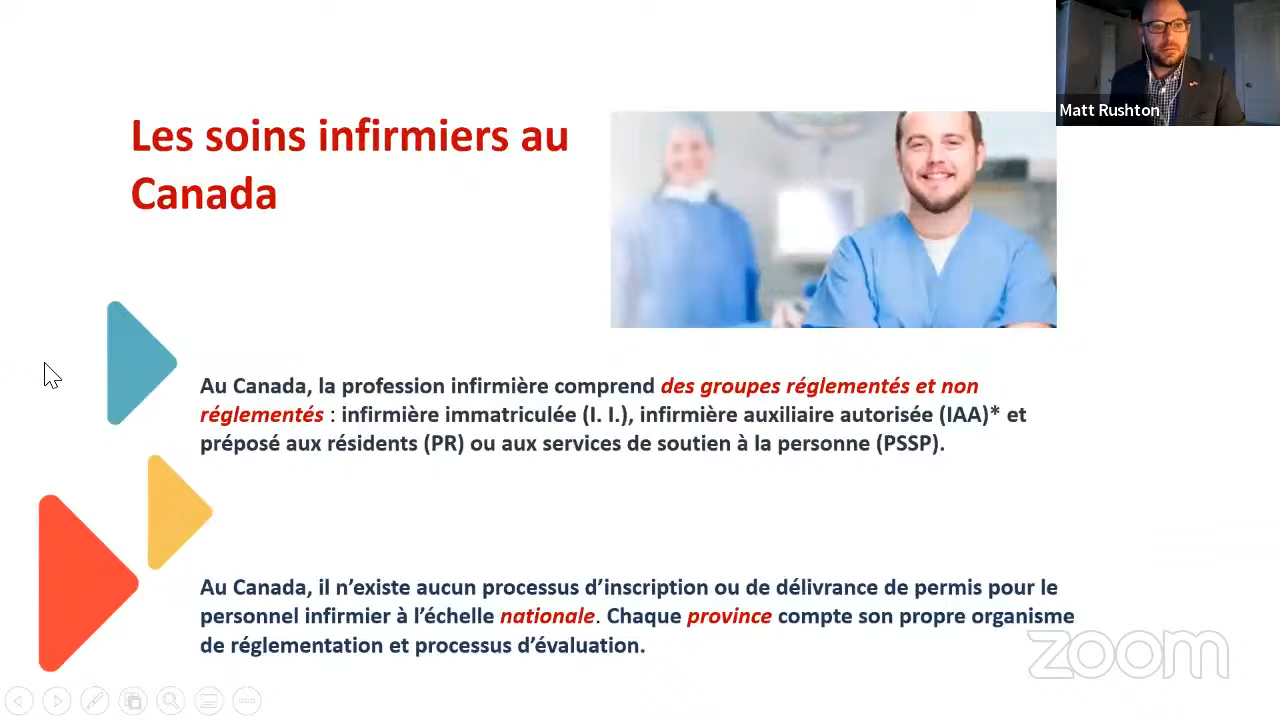 Matt Rushton
Les soins infirmiers au
Canada
Au Canada, la profession infirmière comprend des groupes réglementés et non
réglementés : infirmière immatriculée (I. I.), infirmière auxiliaire autorisée (IAA)* et
préposé aux résidents (PR) ou aux services de soutien à la personne (PSSP).
Au Canada, il n’existe aucun processus d’inscription ou de délivrance de permis pour le
personnel infirmier à l’échelle nationale. Chaque province compte son propre organisme
de réglementation et processus d’évaluation.
zoom